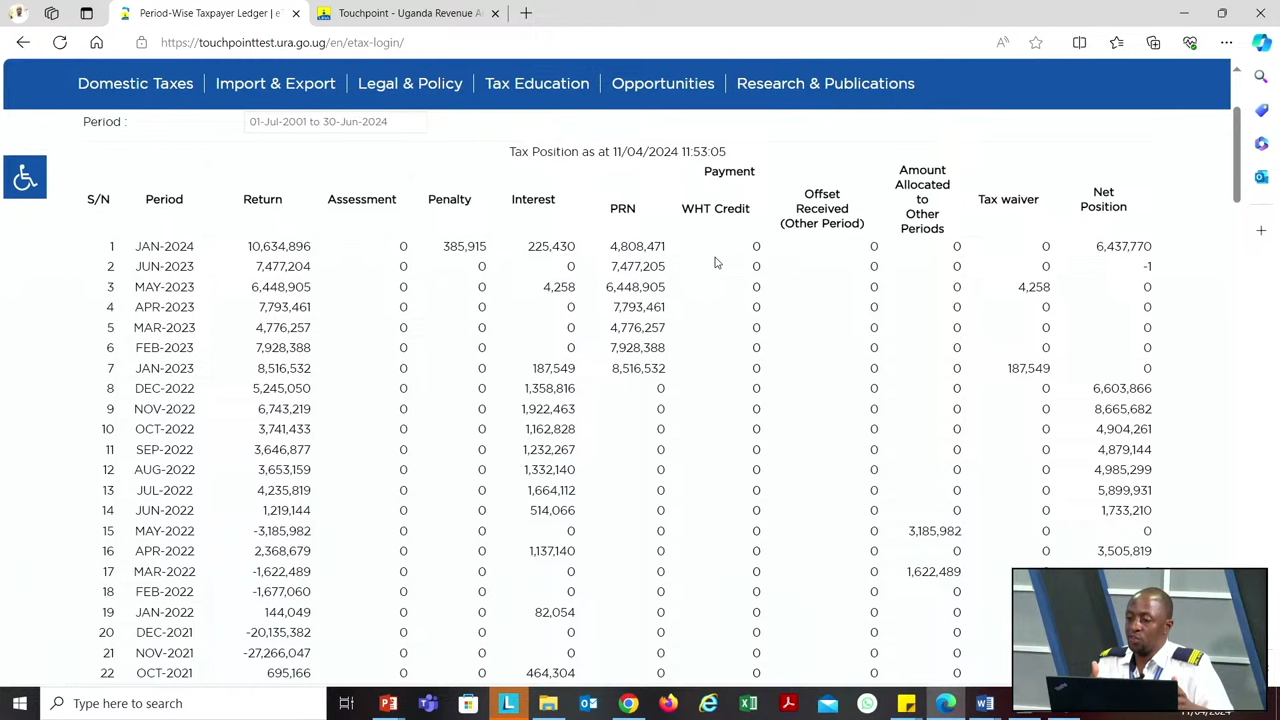 Period-Wise Taxpayer Ledger | e
Touchpoint - Uganda Revenue A
https://touchpointtest.ura.go.ug/en/etax-login/
Domestic Taxes | Import & Export | Legal & Policy | Tax Education | Opportunities | Research & Publications
Period : 01-Jul-2001 to 30-Jun-2024
Tax Position as at 11/04/2024 11:53:05
S/N Period Return Assessment Penalty Interest Payment PRN WHT Credit Offset Received (Other Period) Amount Allocated to Other Periods Tax waiver Net Position
1 JAN-2024 10,634,896 0 385,915 225,430 4,808,471 0 0 0 0 6,437,770
2 JUN-2023 7,477,204 0 0 0 7,477,205 0 0 0 0 -1
3 MAY-2023 6,448,905 0 0 4,258 6,448,905 0 0 0 4,258 0
4 APR-2023 7,793,461 0 0 0 7,793,461 0 0 0 0 0
5 MAR-2023 4,776,257 0 0 0 4,776,257 0 0 0 0 0
6 FEB-2023 7,928,388 0 0 0 7,928,388 0 0 0 0 0
7 JAN-2023 8,516,532 0 0 187,549 8,516,532 0 0 0 187,549 0
8 DEC-2022 5,245,050 0 0 1,358,816 0 0 0 0 0 6,603,866
9 NOV-2022 6,743,219 0 0 1,922,463 0 0 0 0 0 8,665,682
10 OCT-2022 3,741,433 0 0 1,162,828 0 0 0 0 0 4,904,261
11 SEP-2022 3,646,877 0 0 1,232,267 0 0 0 0 0 4,879,144
12 AUG-2022 3,653,159 0 0 1,332,140 0 0 0 0 0 4,985,299
13 JUL-2022 4,235,819 0 0 1,664,112 0 0 0 0 0 5,899,931
14 JUN-2022 1,219,144 0 0 514,066 0 0 0 0 0 1,733,210
15 MAY-2022 -3,185,982 0 0 0 0 0 0 3,185,982 0 0
16 APR-2022 2,368,679 0 0 1,137,140 0 0 0 0 0 3,505,819
17 MAR-2022 -1,622,489 0 0 0 0 0 0 1,622,489
18 FEB-2022 -1,677,060 0 0 0 0 0 0 0
19 JAN-2022 144,049 0 0 82,054 0 0 0 0
20 DEC-2021 -20,135,382 0 0 0 0 0 0 0
21 NOV-2021 -27,266,047 0 0 0 0 0 0 0
22 OCT-2021 695,166 0 0 464,304 0 0 0 0
Type here to search